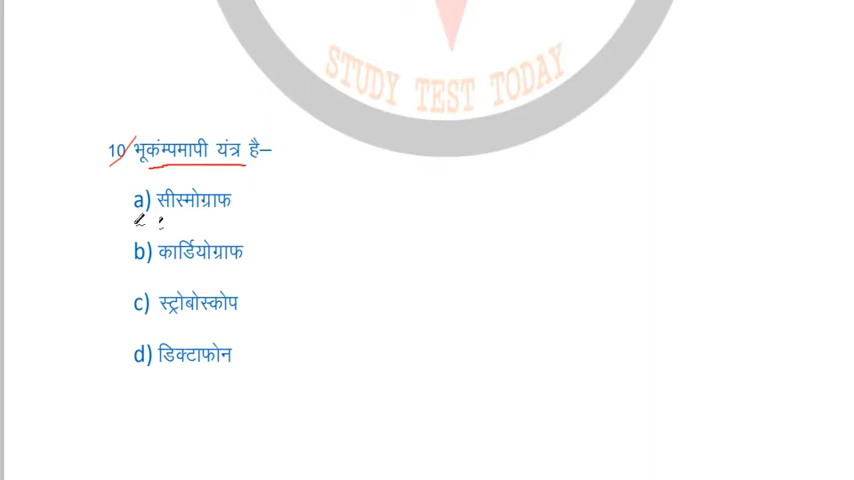 STUDY TEST TODAY
10 भूकंम्पमापी यंत्र है–
a) सीस्मोग्राफ
b) कार्डियोग्राफ
c) स्ट्रोबोस्कोप
d) डिक्टाफोन